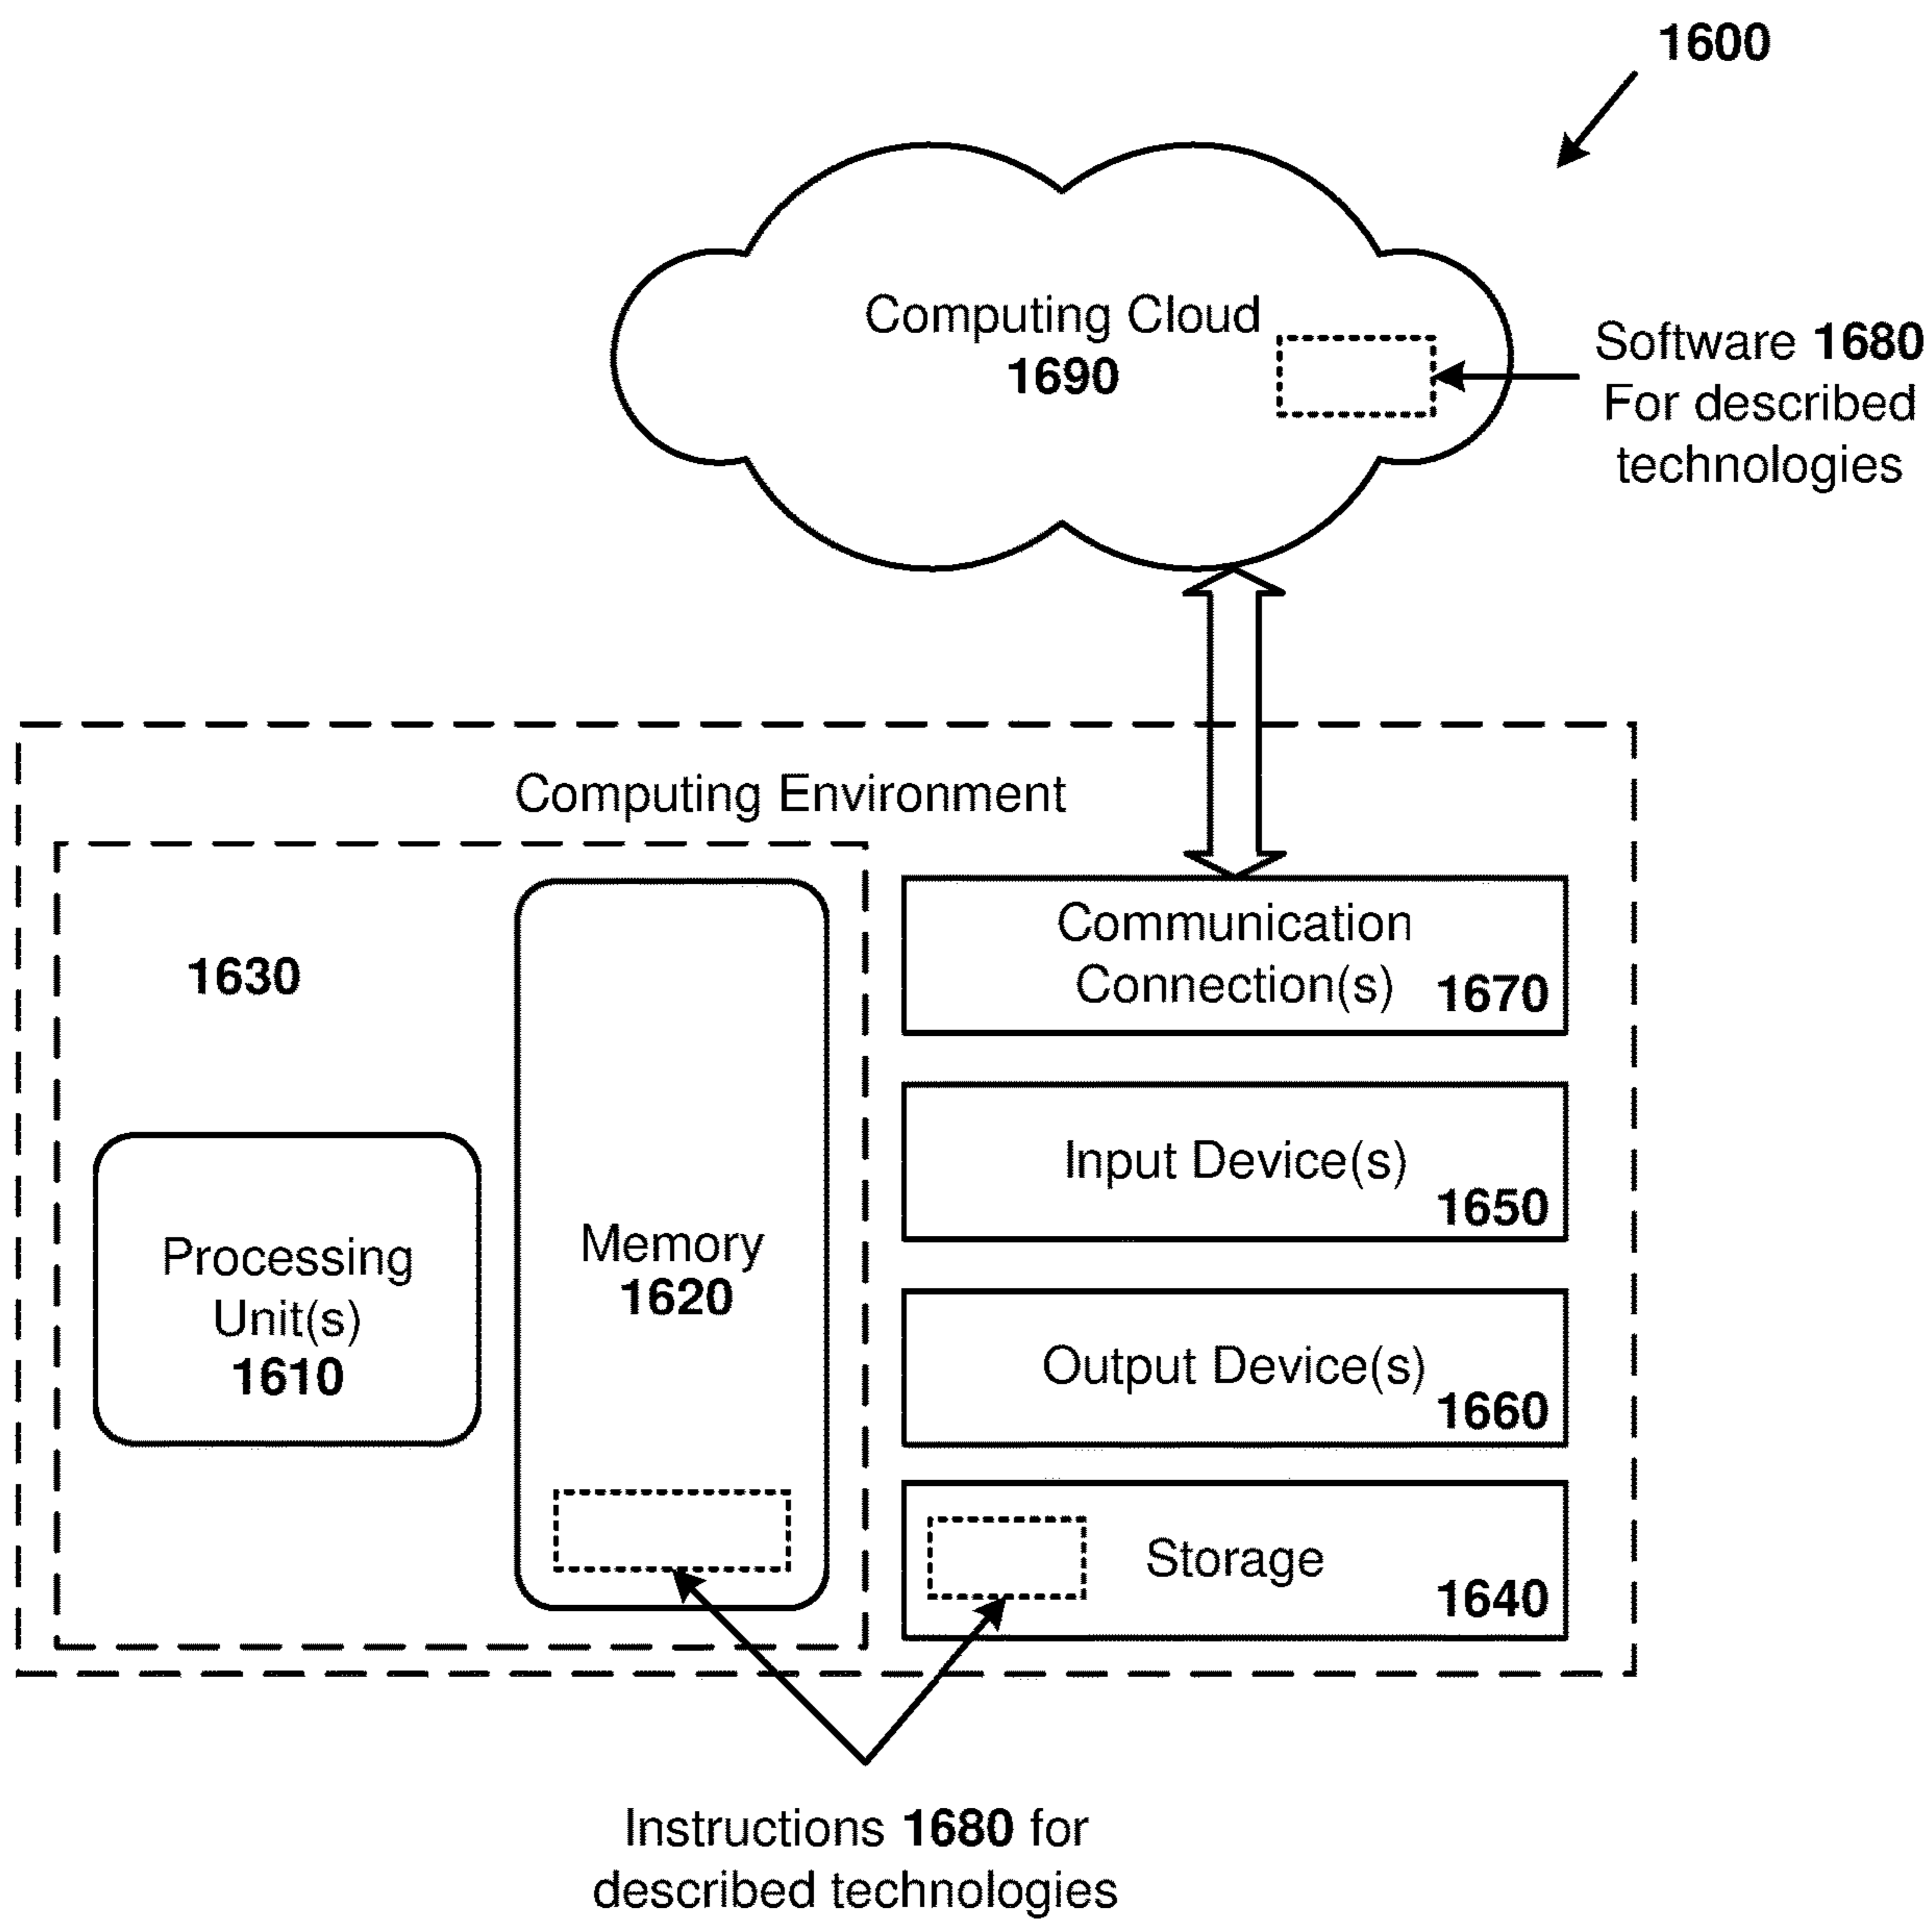 1600
Computing Cloud
1690
Software 1680
For described
technologies
Computing Environment
1630
Processing
Unit(s)
1610
Memory
1620
Communication
Connection(s) 1670
Input Device(s)
1650
Output Device(s)
1660
Storage
1640
Instructions 1680 for
described technologies